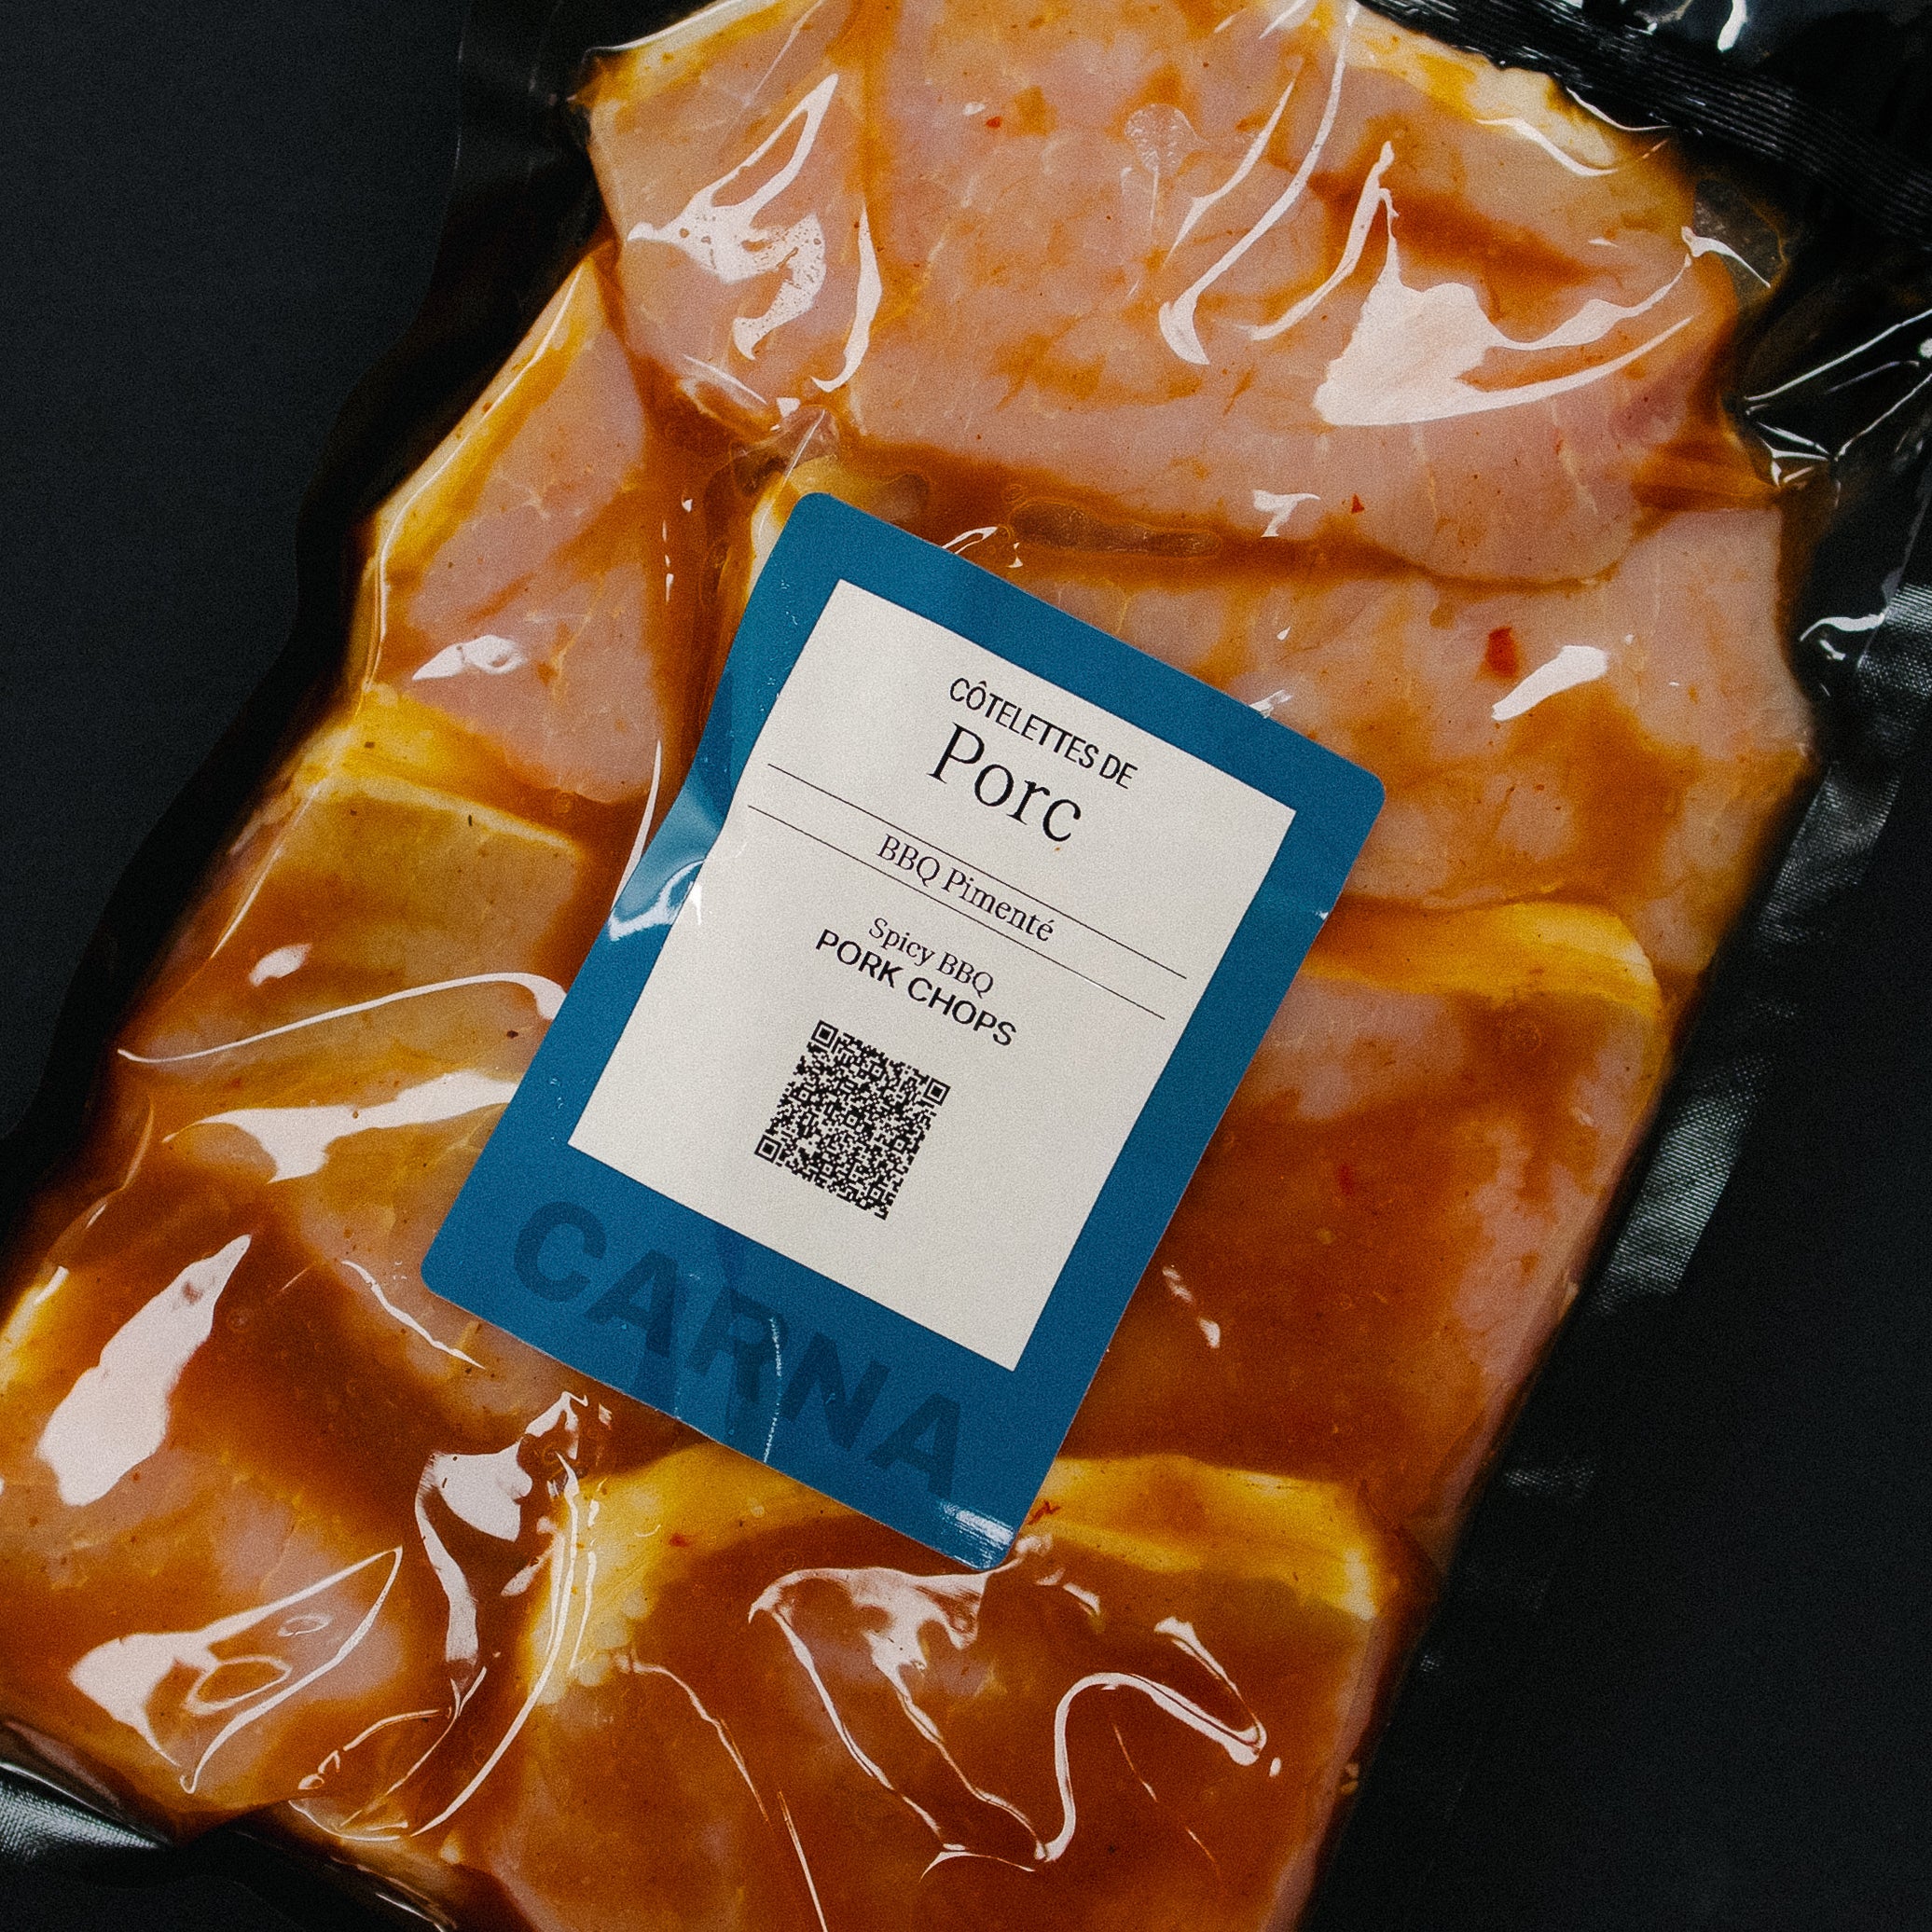 CÔTELETTES DE
Porc
BBQ Pimenté
Spicy BBQ
PORK CHOPS
CARNA